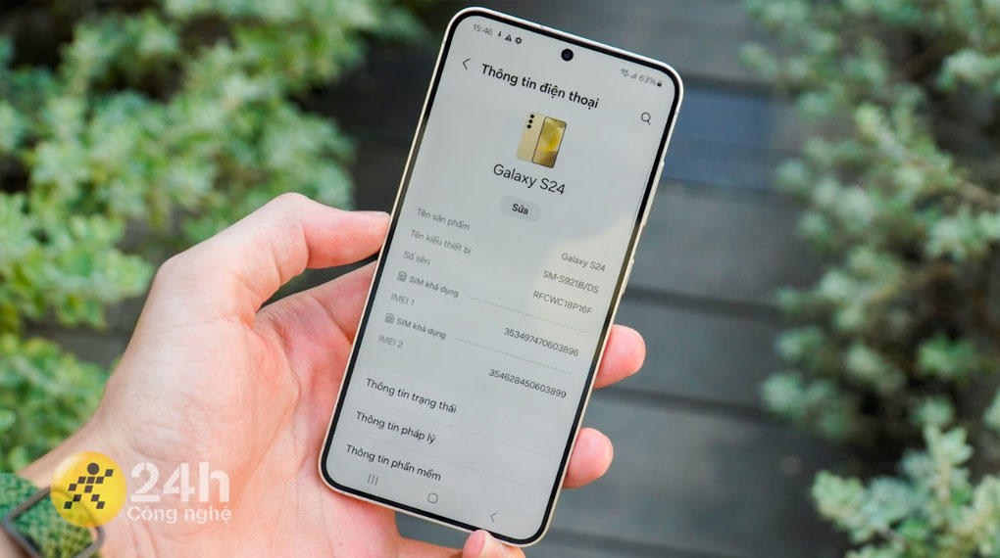 15:46
63%
Thông tin điện thoại
Galaxy S24
Sửa
Tên sản phẩm
Galaxy S24
Tên kiểu thiết bị
SM-S921B/DS
Số sêri
RFCWC18P16F
SIM khả dụng
IMEI 1
353497470603896
SIM khả dụng
IMEI 2
354628450603899
Thông tin trạng thái
Thông tin pháp lý
Thông tin phần mềm
24h
Công nghệ